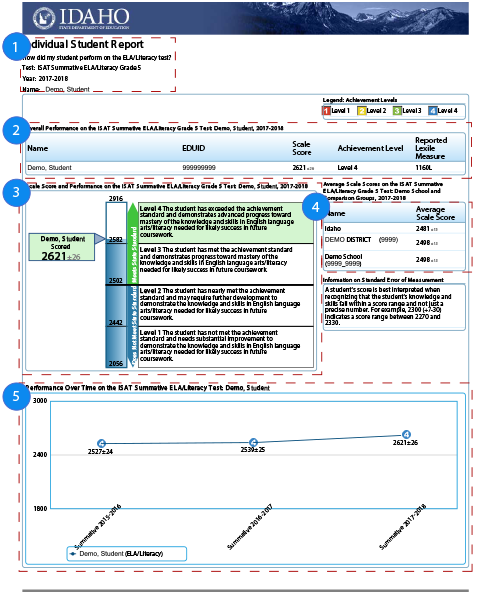 IDAHO
STATE DEPARTMENT OF EDUCATION
1
ndividual Student Report
How did my student perform on the ELA/Literacy test?
Test: ISAT Summative ELA/Literacy Grade 5
Year: 2017-2018
Name: Demo, Student
Legend: Achievement Levels
1 Level 1 2 Level 2 3 Level 3 4 Level 4
2
verall Performance on the ISAT Summative ELA/Literacy Grade 5 Test: Demo, Student, 2017-2018
Name EDUID Scale Score Achievement Level Reported Lexile Measure
Demo, Student 999999999 2621 ±26 Level 4 1160L
3
cale Score and Performance on the ISAT Summative ELA/Literacy Grade 5 Test: Demo, Student, 2017-2018
2916
Demo, Student
Scored
2621±26
2582
2502
2442
2056
Meets State Standard
Does Not Meet State Standard
Level 4 The student has exceeded the achievement
standard and demonstrates advanced progress toward
mastery of the knowledge and skills in English language
arts/literacy needed for likely success in future
coursework.
Level 3 The student has met the achievement standard
and demonstrates progress toward mastery of the
knowledge and skills in English language arts/literacy
needed for likely success in future coursework.
Level 2 The student has nearly met the achievement
standard and may require further development to
demonstrate the knowledge and skills in English language
arts/literacy needed for likely success in future
coursework.
Level 1 The student has not met the achievement
standard and needs substantial improvement to
demonstrate the knowledge and skills in English language
arts/literacy needed for likely success in future
coursework.
Average Scale Scores on the ISAT Summative
ELA/Literacy Grade 5 Test: Demo School and
Comparison Groups, 2017-2018
4
Name Average Scale Score
Idaho 2481
DEMO DISTRICT (9999) 2498
Demo School
(9999_9999) 2498
Information on Standard Error of Measurement
A student's score is best interpreted when
recognizing that the student's knowledge and
skills fall within a score range and not just a
precise number. For example, 2300 (+/-30)
indicates a score range between 2270 and
2330.
5
Performance Over Time on the ISAT Summative ELA/Literacy Test: Demo, Student
3000
2400
1800
4
2527±24
4
2539±25
4
2621±26
Summative 2015-2016
Summative 2016-2017
Summative 2017-2018
Demo, Student (ELA/Literacy)